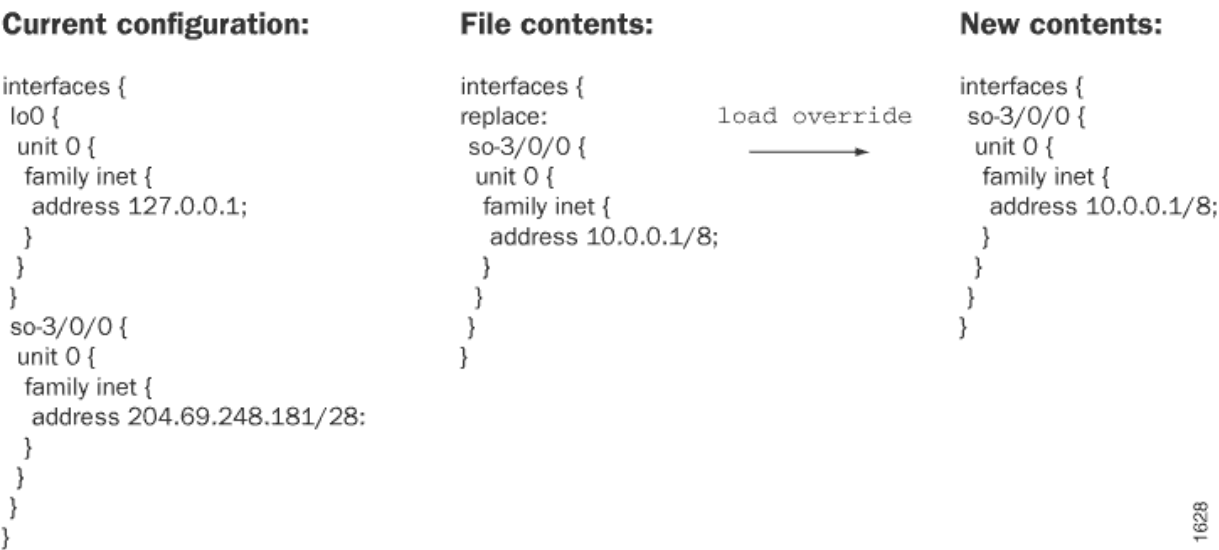 Current configuration:
interfaces {
lo0 {
unit 0 {
family inet {
address 127.0.0.1;
}
}
}
so-3/0/0 {
unit 0 {
family inet {
address 204.69.248.181/28:
}
}
}
}
File contents:
interfaces {
replace:
so-3/0/0 {
unit 0 {
family inet {
address 10.0.0.1/8;
}
}
}
}
load override
New contents:
interfaces {
so-3/0/0 {
unit 0 {
family inet {
address 10.0.0.1/8;
}
}
}
}
1628